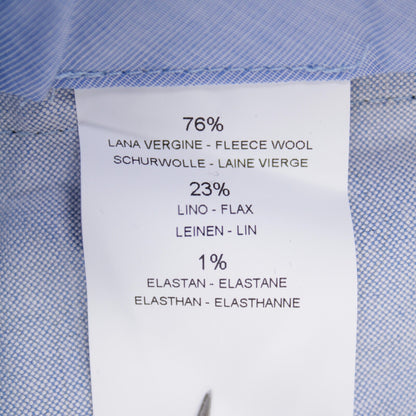 76%
LANA VERGINE - FLEECE WOOL
SCHURWOLLE - LAINE VIERGE
23%
LINO - FLAX
LEINEN - LIN
1%
ELASTAN - ELASTANE
ELASTHAN - ELASTHANNE